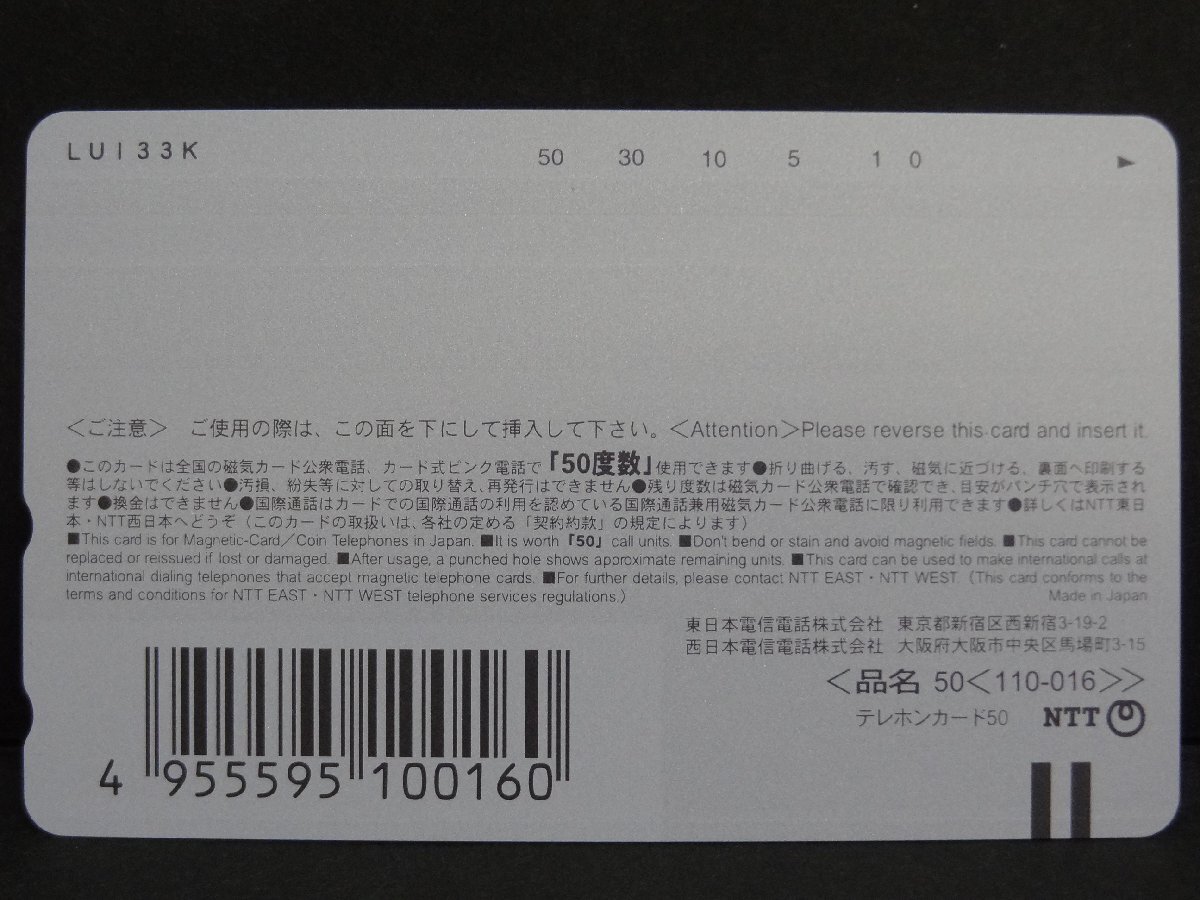 LUI33K
50 30 10 5 1 0
<ご注意> ご使用の際は、この面を下にして挿入して下さい。<Attention>Please reverse this card and insert it.
●このカードは全国の磁気カード公衆電話、カード式ピンク電話で「50度数」使用できます●折り曲げる、汚す、磁気に近づける、裏面へ印刷する
等はしないでください●汚損、紛失等に対しての取り替え、再発行はできません●残り度数は磁気カード公衆電話で確認でき、目安がパンチ穴で表示され
ます●換金はできません●国際通話はカードでの国際通話の利用を認めている国際通話兼用磁気カード公衆電話に限り利用できます●詳しくはNTT東日
本・NTT西日本へどうぞ(このカードの取扱いは、各社の定める「契約約款」の規定によります)
■This card is for Magnetic-Card/Coin Telephones in Japan. ■It is worth「50」call units. ■Don't bend or stain and avoid magnetic fields. ■This card cannot be
replaced or reissued if lost or damaged. ■After usage, a punched hole shows approximate remaining units. ■This card can be used to make international calls at
international dialing telephones that accept magnetic telephone cards. ■For further details, please contact NTT EAST・NTT WEST (This card conforms to the
terms and conditions for NTT EAST・NTT WEST telephone services regulations.) Made in Japan
東日本電信電話株式会社 東京都新宿区西新宿3-19-2
西日本電信電話株式会社 大阪府大阪市中央区馬場町3-15
<品名 50<110-016>>
テレホンカード50 NTT
4 955595 100160